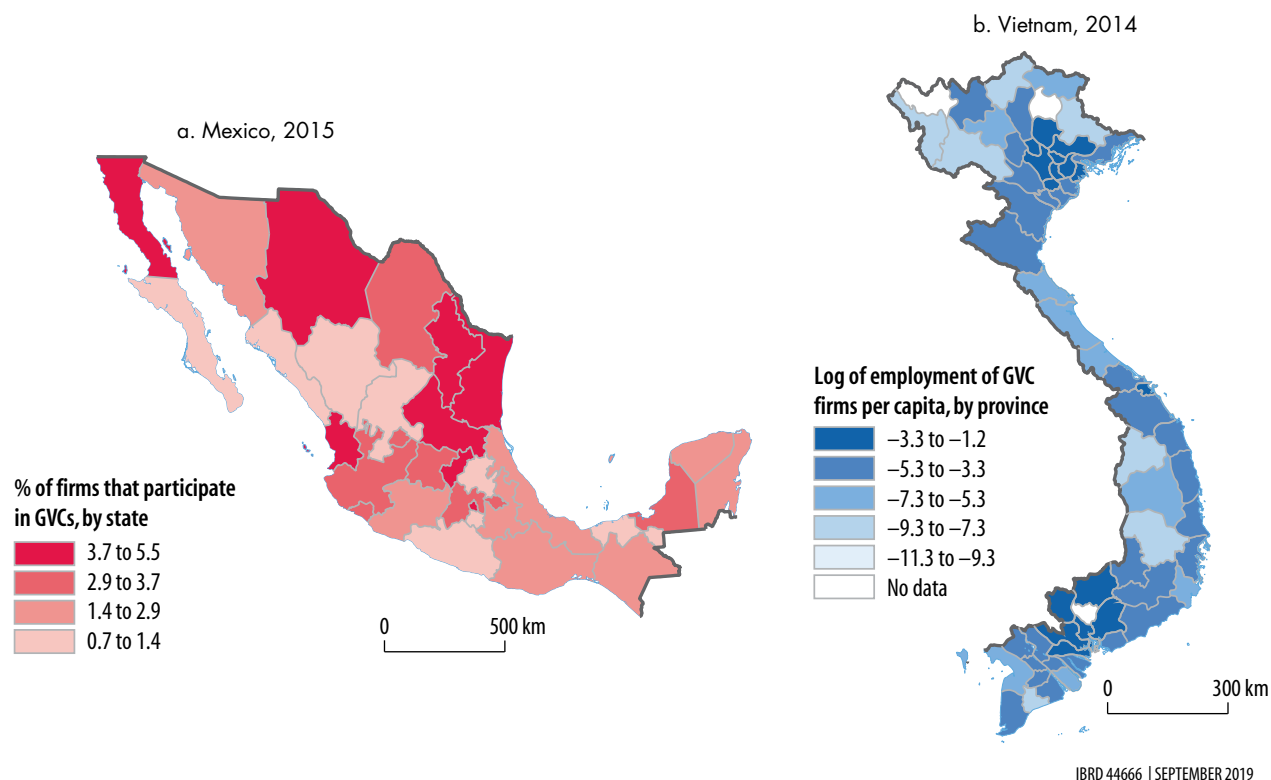 a. Mexico, 2015
% of firms that participate
in GVCs, by state
3.7 to 5.5
2.9 to 3.7
1.4 to 2.9
0.7 to 1.4
0 500 km
b. Vietnam, 2014
Log of employment of GVC
firms per capita, by province
–3.3 to –1.2
–5.3 to –3.3
–7.3 to –5.3
–9.3 to –7.3
–11.3 to –9.3
No data
0 300 km
IBRD 44666 | SEPTEMBER 2019